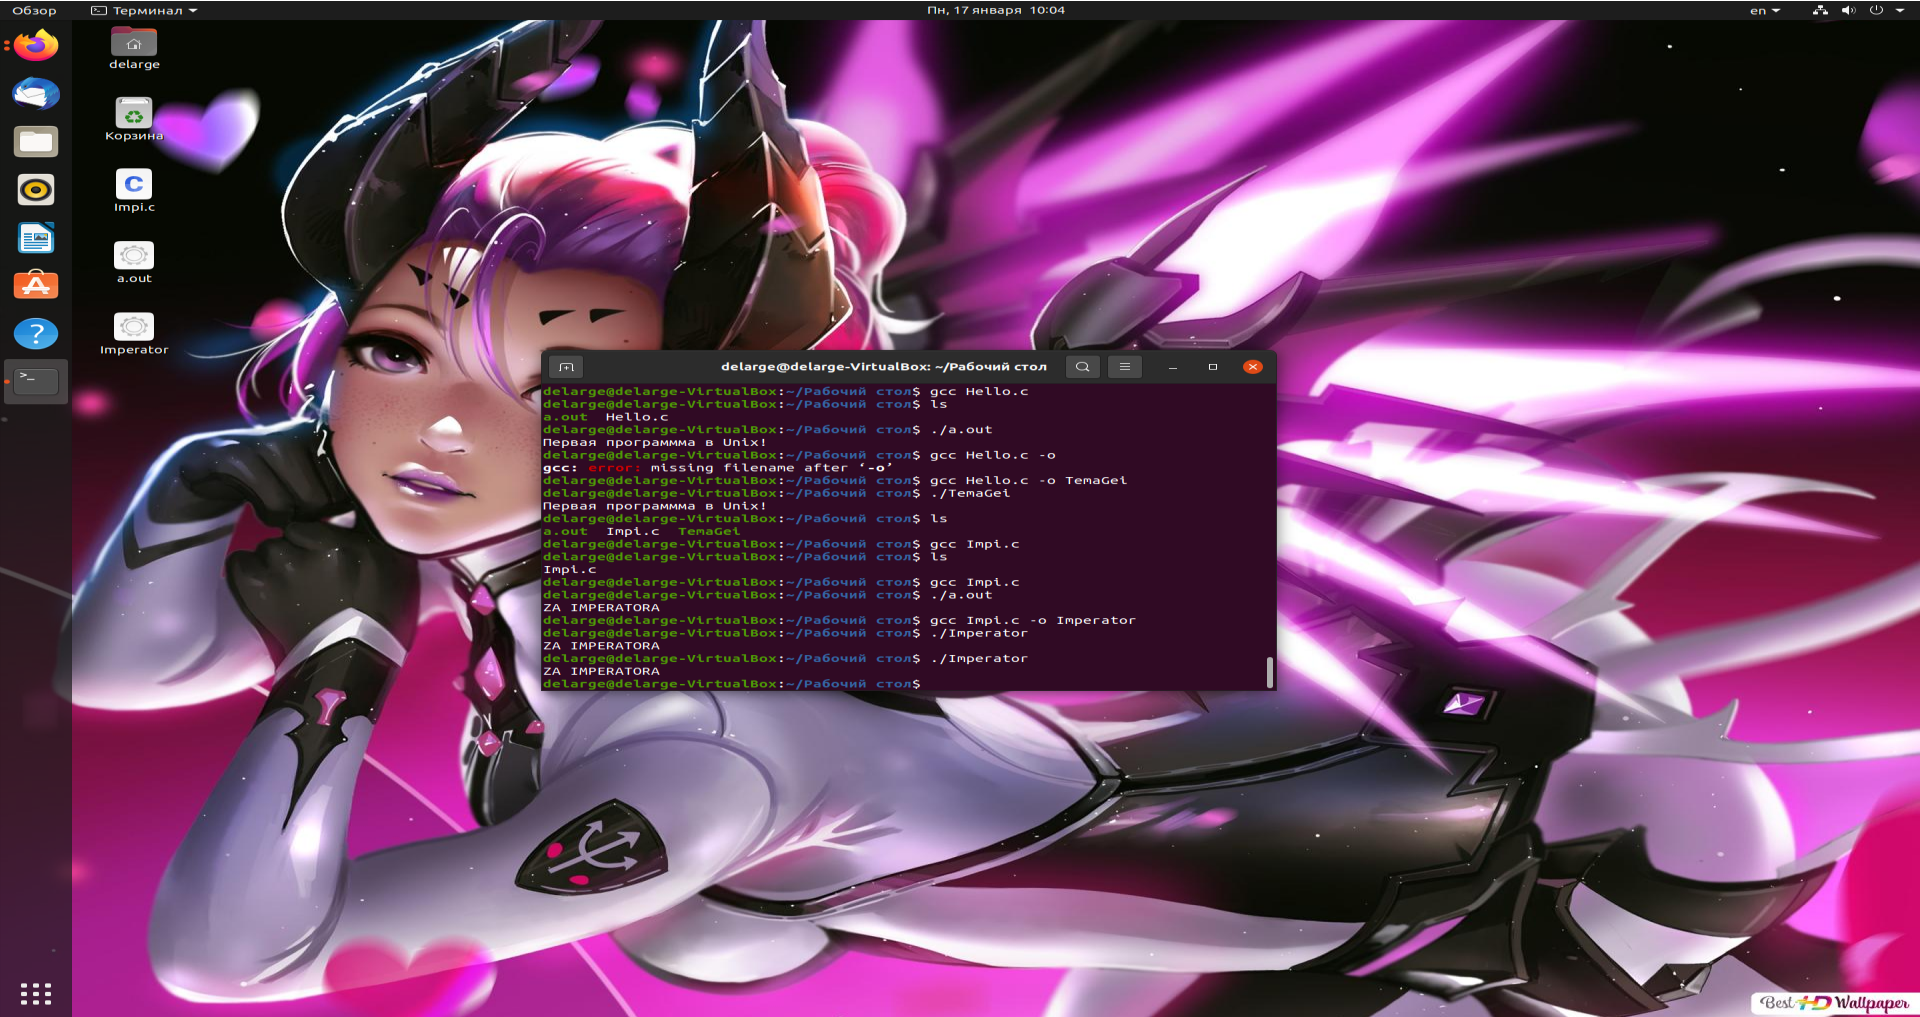 Обзор
Терминал
Пн, 17 января 10:04
en
delarge
Корзина
C
Impi.c
a.out
Imperator
delarge@delarge-VirtualBox: ~/Рабочий стол
delarge@delarge-VirtualBox:~/Рабочий стол$ gcc Hello.c
delarge@delarge-VirtualBox:~/Рабочий стол$ ls
a.out Hello.c
delarge@delarge-VirtualBox:~/Рабочий стол$ ./a.out
Первая программма в Unix!
delarge@delarge-VirtualBox:~/Рабочий стол$ gcc Hello.c -o
gcc: error: missing filename after ‘-o’
delarge@delarge-VirtualBox:~/Рабочий стол$ gcc Hello.c -o TemaGei
delarge@delarge-VirtualBox:~/Рабочий стол$ ./TemaGei
Первая программма в Unix!
delarge@delarge-VirtualBox:~/Рабочий стол$ ls
a.out Impi.c TemaGei
delarge@delarge-VirtualBox:~/Рабочий стол$ gcc Impi.c
delarge@delarge-VirtualBox:~/Рабочий стол$ ls
Impi.c
delarge@delarge-VirtualBox:~/Рабочий стол$ gcc Impi.c
delarge@delarge-VirtualBox:~/Рабочий стол$ ./a.out
ZA IMPERATORA
delarge@delarge-VirtualBox:~/Рабочий стол$ gcc Impi.c -o Imperator
delarge@delarge-VirtualBox:~/Рабочий стол$ ./Imperator
ZA IMPERATORA
delarge@delarge-VirtualBox:~/Рабочий стол$ ./Imperator
ZA IMPERATORA
delarge@delarge-VirtualBox:~/Рабочий стол$
Best HD Wallpaper